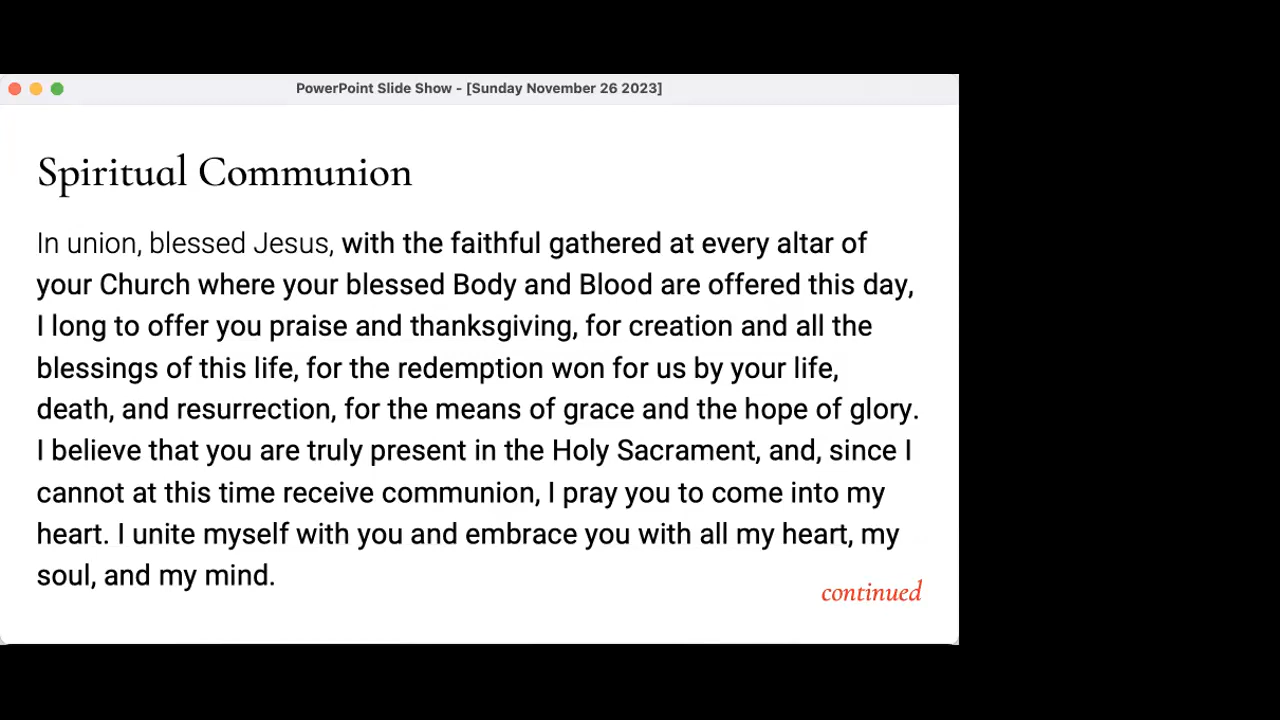 PowerPoint Slide Show - [Sunday November 26 2023]
Spiritual Communion
In union, blessed Jesus, with the faithful gathered at every altar of
your Church where your blessed Body and Blood are offered this day,
I long to offer you praise and thanksgiving, for creation and all the
blessings of this life, for the redemption won for us by your life,
death, and resurrection, for the means of grace and the hope of glory.
I believe that you are truly present in the Holy Sacrament, and, since I
cannot at this time receive communion, I pray you to come into my
heart. I unite myself with you and embrace you with all my heart, my
soul, and my mind.
continued